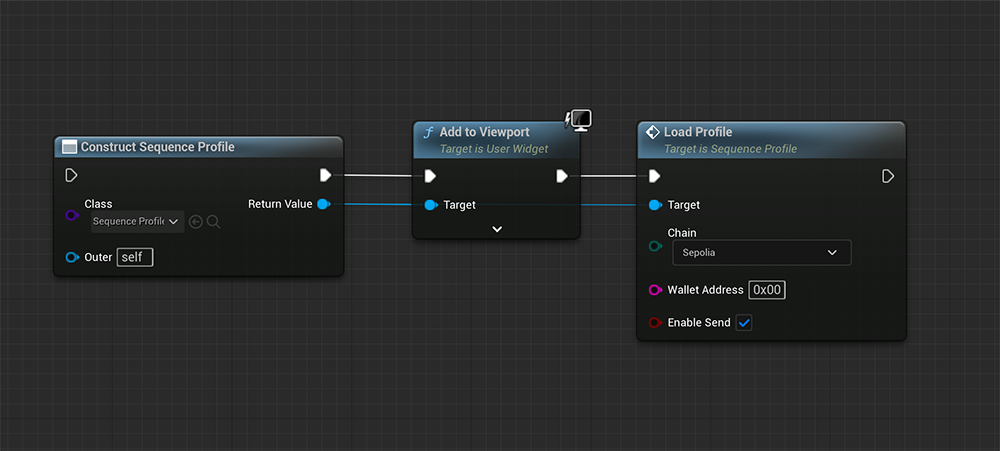 Construct Sequence Profile
Class
Sequence Profile
Return Value
Outer self
Add to Viewport
Target is User Widget
Target
Load Profile
Target is Sequence Profile
Target
Chain
Sepolia
Wallet Address 0x00
Enable Send